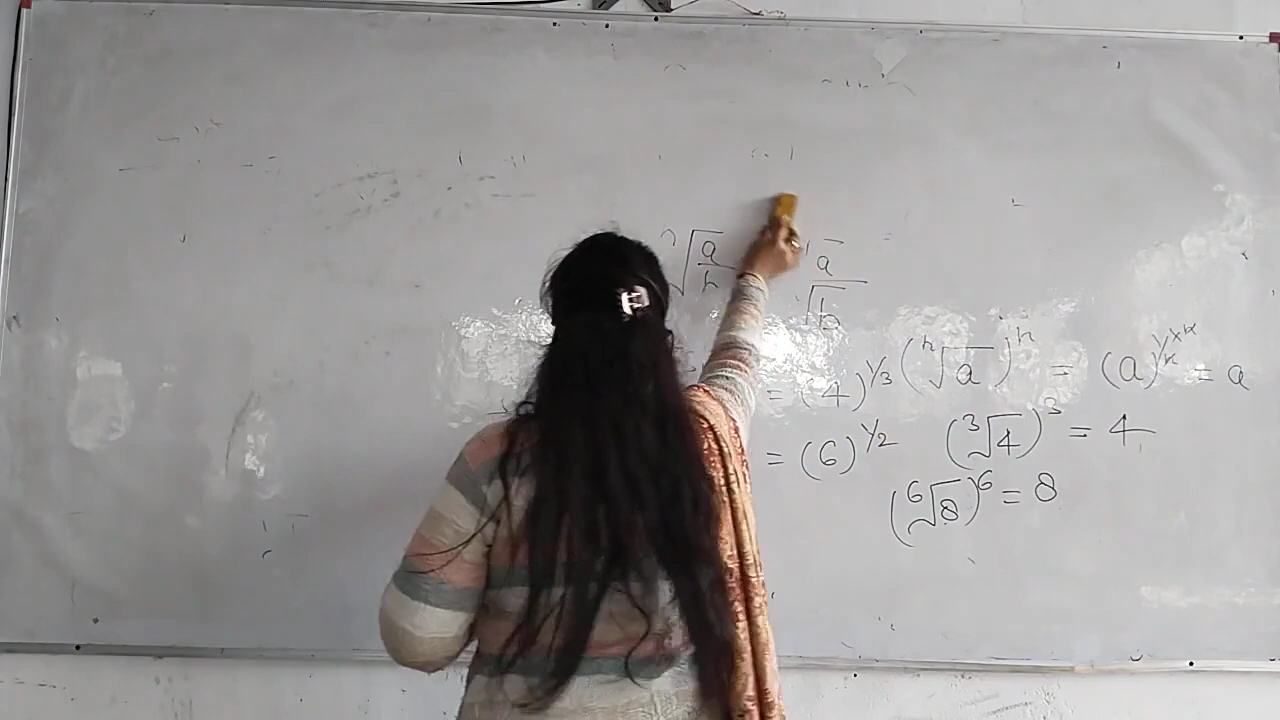 ⁿ√(a/b) a/√b
= (4)^1/3 (ⁿ√a)ⁿ = (a)^1/n×n = a
= (6)^1/2 (³√4)³ = 4
(⁶√8)⁶ = 8